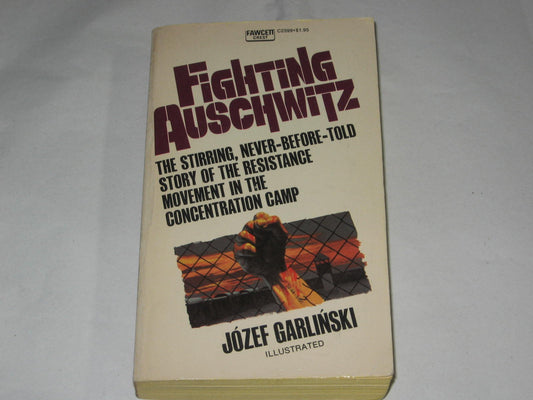 FAWCETT
CREST
C2599 • $1.95
FIGHTING
AUSCHWITZ
THE STIRRING, NEVER-BEFORE-TOLD
STORY OF THE RESISTANCE
MOVEMENT IN THE
CONCENTRATION CAMP
JÓZEF GARLIŃSKI
ILLUSTRATED